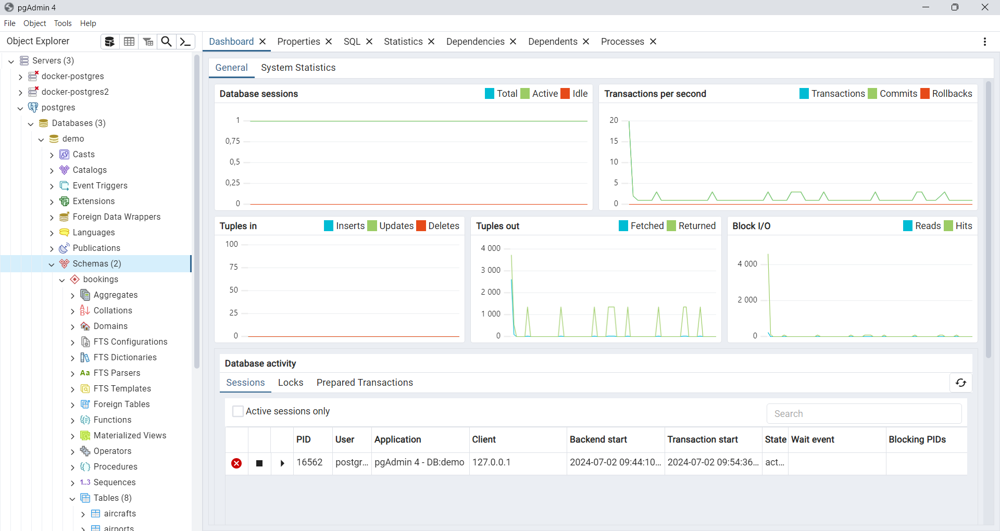 pgAdmin 4
File Object Tools Help
Object Explorer
Dashboard Properties SQL Statistics Dependencies Dependents Processes
Servers (3)
docker-postgres
docker-postgres2
postgres
Databases (3)
demo
Casts
Catalogs
Event Triggers
Extensions
Foreign Data Wrappers
Languages
Publications
Schemas (2)
bookings
Aggregates
Collations
Domains
FTS Configurations
FTS Dictionaries
Aa FTS Parsers
FTS Templates
Foreign Tables
Functions
Materialized Views
Operators
Procedures
1..3 Sequences
Tables (8)
aircrafts
airports
General System Statistics
Database sessions Total Active Idle
1
0,75
0,5
0,25
0
Transactions per second Transactions Commits Rollbacks
20
15
10
5
0
Tuples in Inserts Updates Deletes
100
75
50
25
0
Tuples out Fetched Returned
4 000
3 000
2 000
1 000
0
Block I/O Reads Hits
4 000
2 000
0
Database activity
Sessions Locks Prepared Transactions
Active sessions only Search
PID User Application Client Backend start Transaction start State Wait event Blocking PIDs
16562 postgr... pgAdmin 4 - DB:demo 127.0.0.1 2024-07-02 09:44:10... 2024-07-02 09:54:36... act...